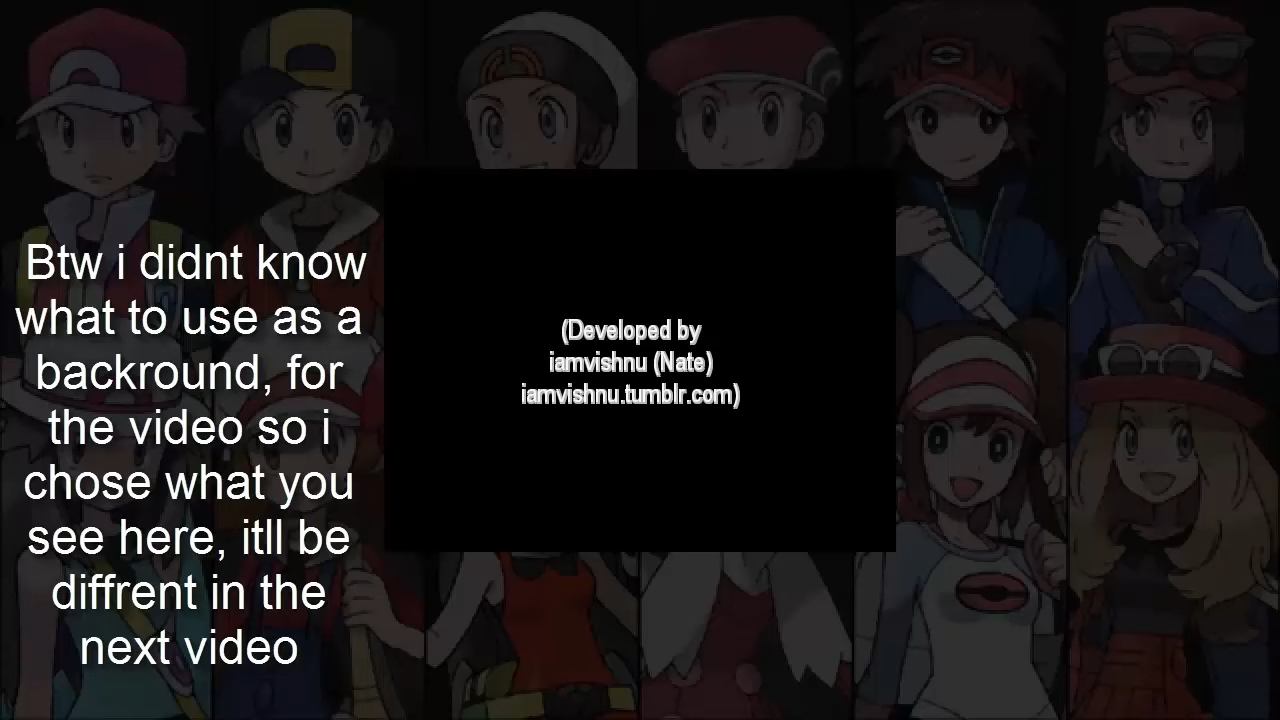 Btw i didnt know
what to use as a
backround, for
the video so i
chose what you
see here, itll be
diffrent in the
next video
(Developed by
iamvishnu (Nate)
iamvishnu.tumblr.com)